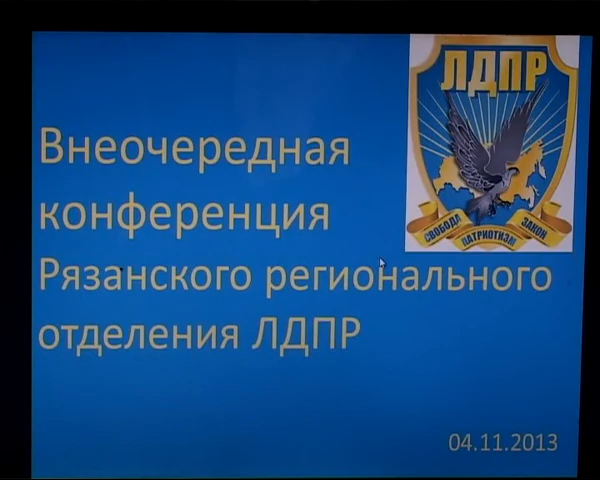 ЛДПР
Внеочередная
конференция
СВОБОДА
ПАТРИОТИЗМ
ЗАКОН
Рязанского регионального
отделения ЛДПР
04.11.2013